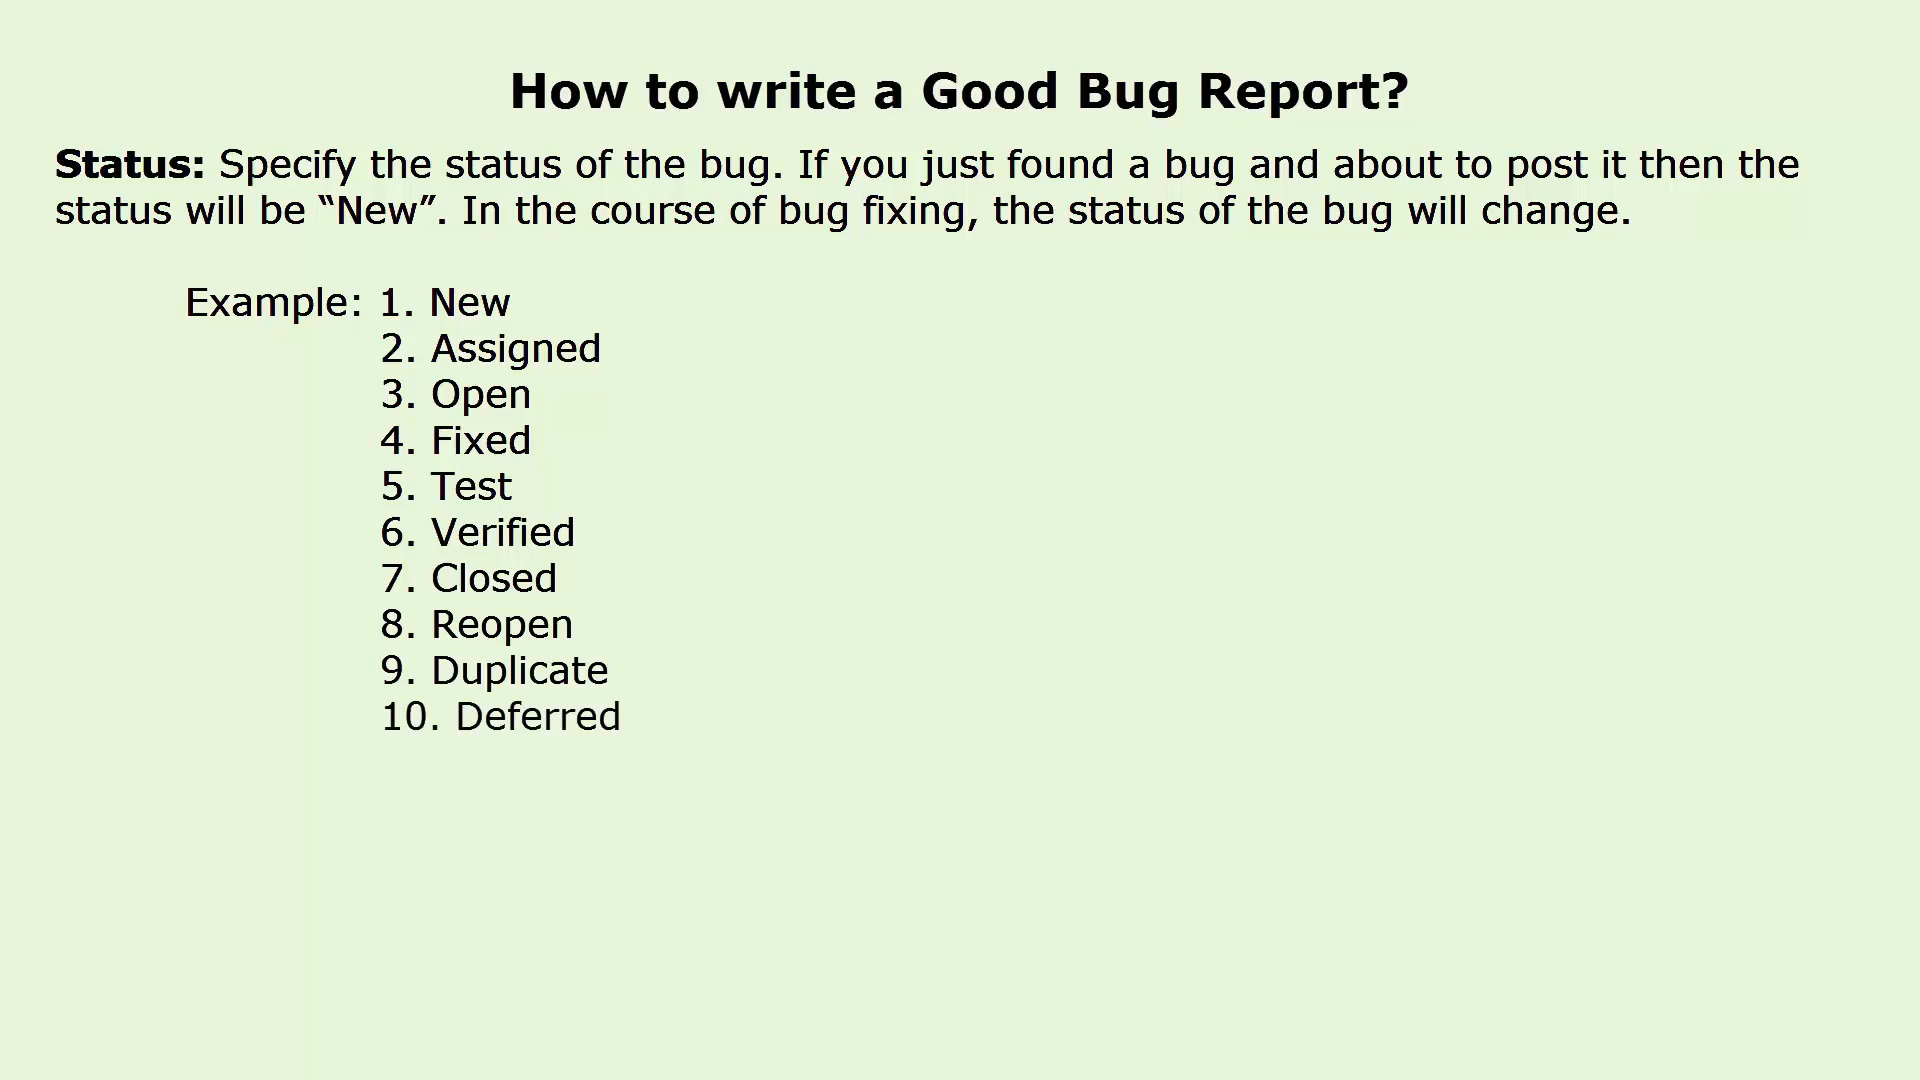 How to write a Good Bug Report?
Status: Specify the status of the bug. If you just found a bug and about to post it then the
status will be “New”. In the course of bug fixing, the status of the bug will change.
Example: 1. New
2. Assigned
3. Open
4. Fixed
5. Test
6. Verified
7. Closed
8. Reopen
9. Duplicate
10. Deferred